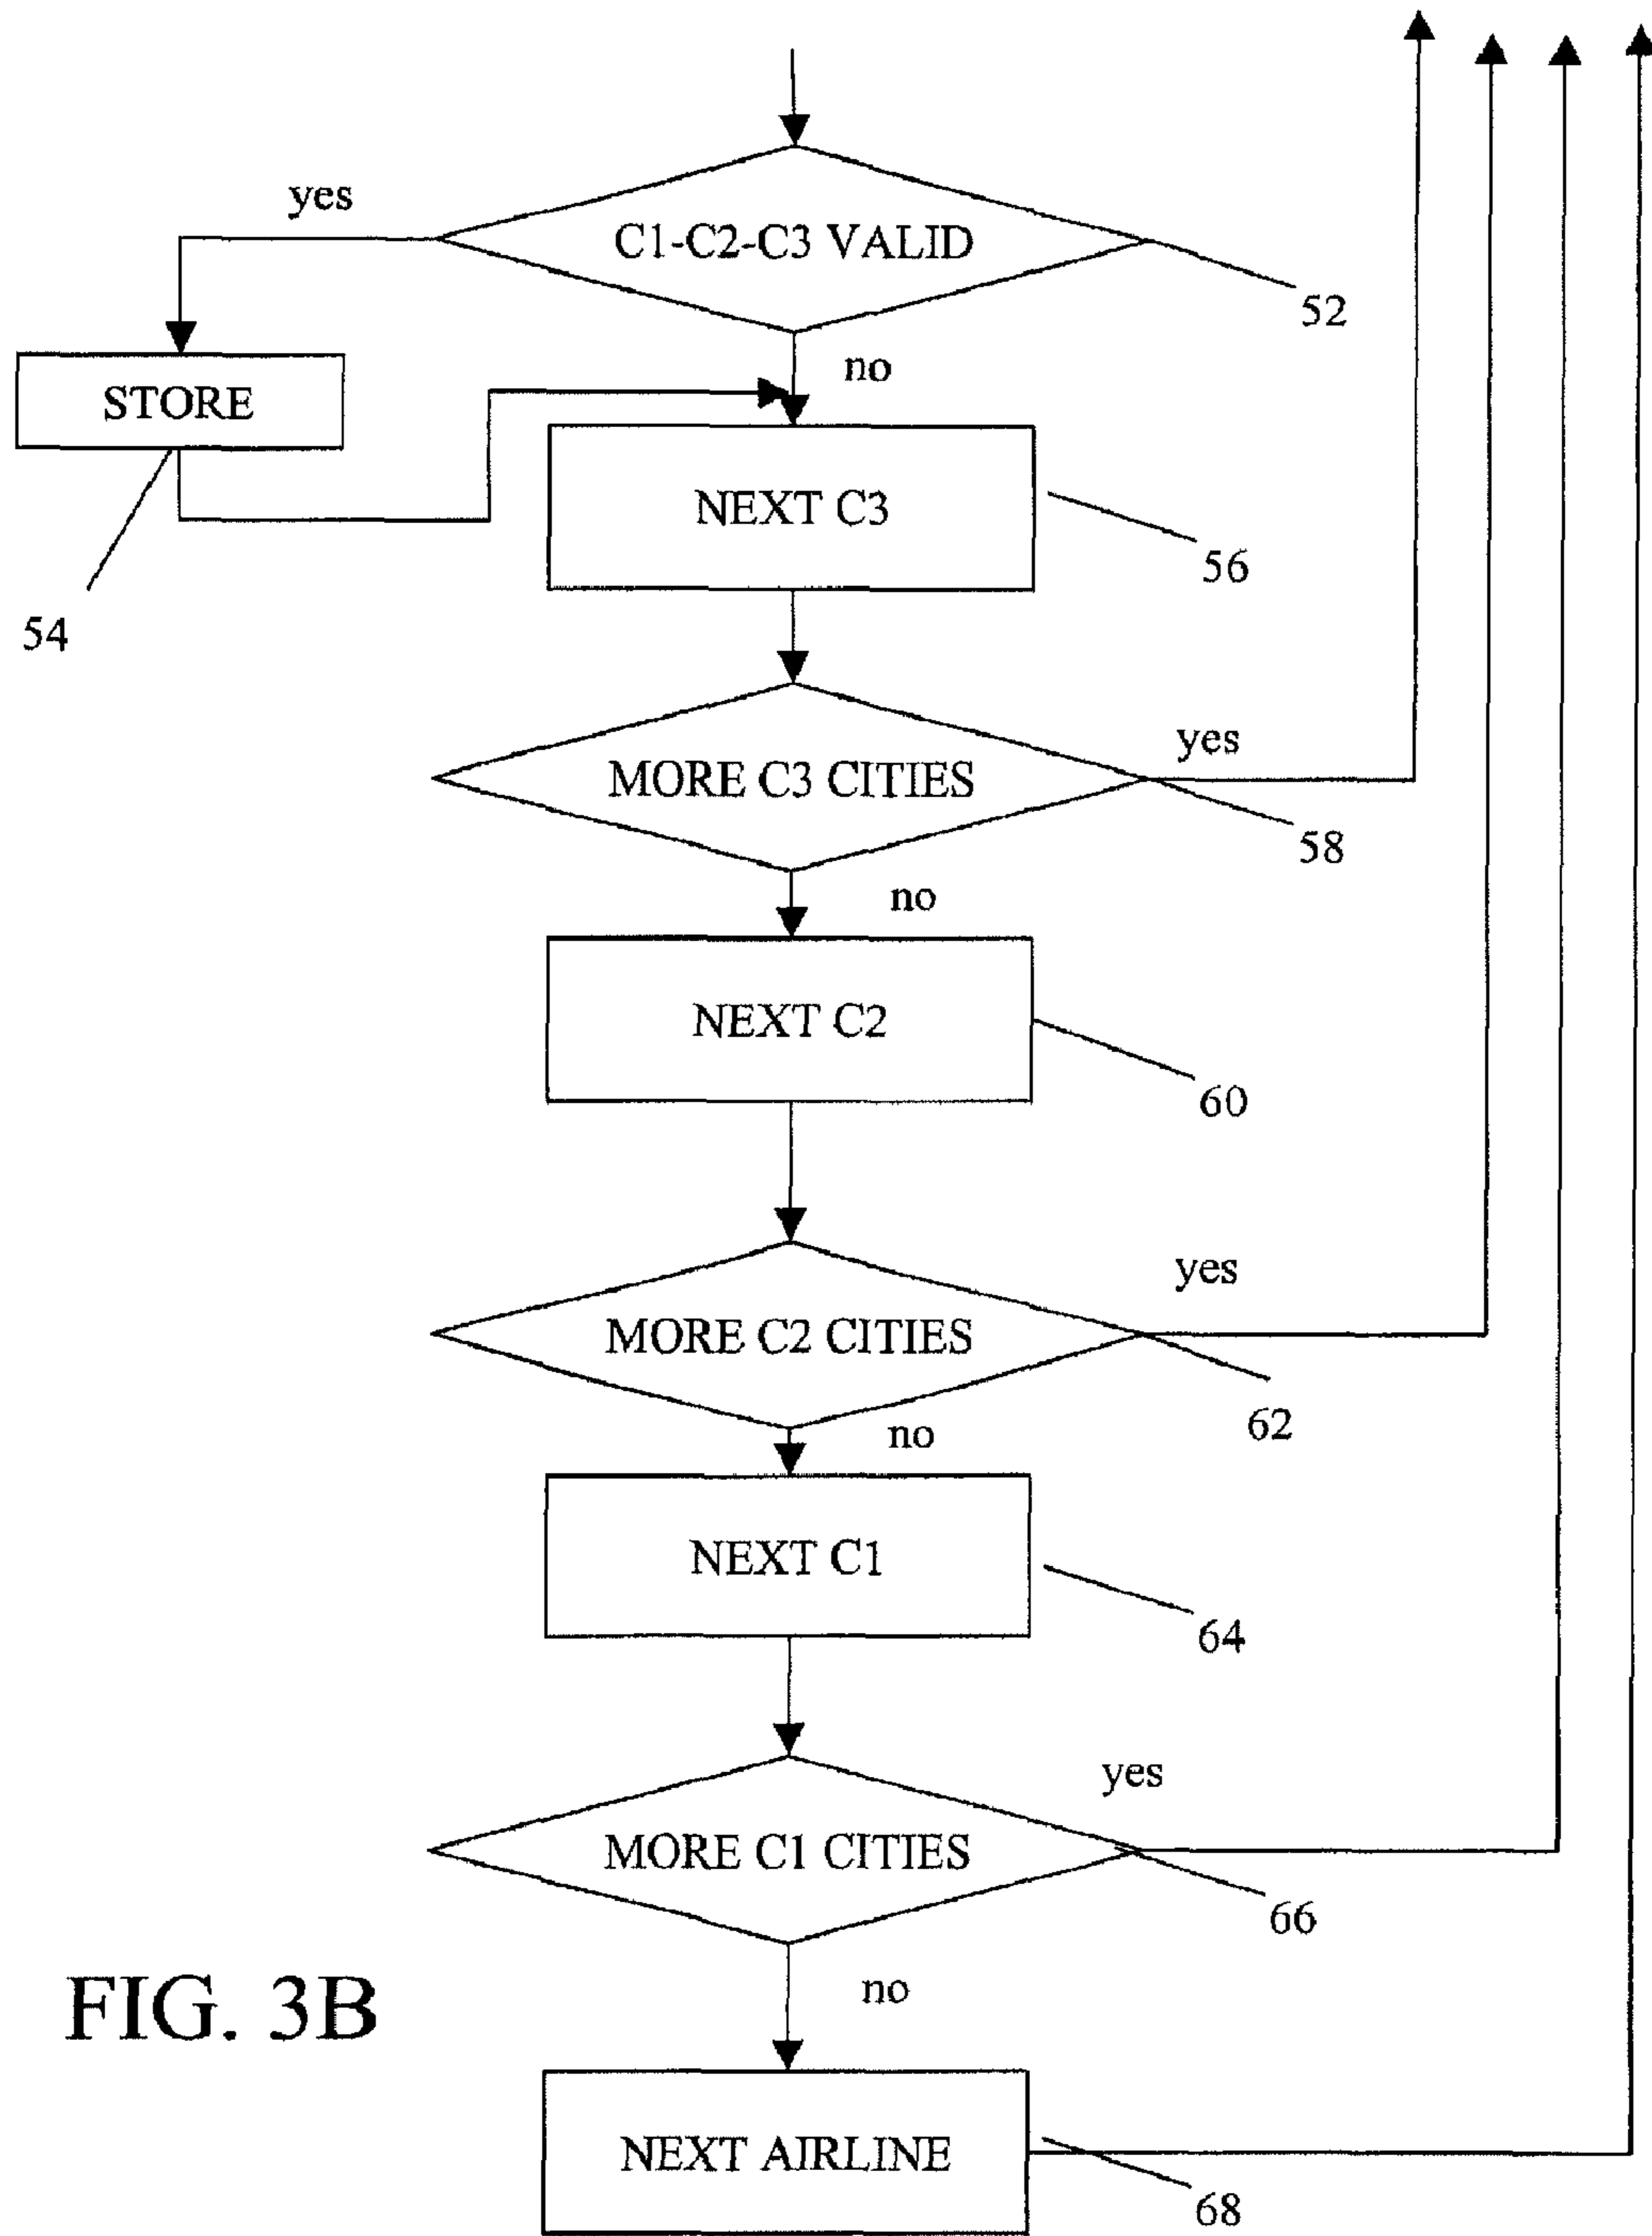 yes
C1-C2-C3 VALID
52
no
STORE
NEXT C3
56
54
yes
MORE C3 CITIES
58
no
NEXT C2
60
yes
MORE C2 CITIES
62
no
NEXT C1
64
yes
MORE C1 CITIES
66
no
FIG. 3B
NEXT AIRLINE
68